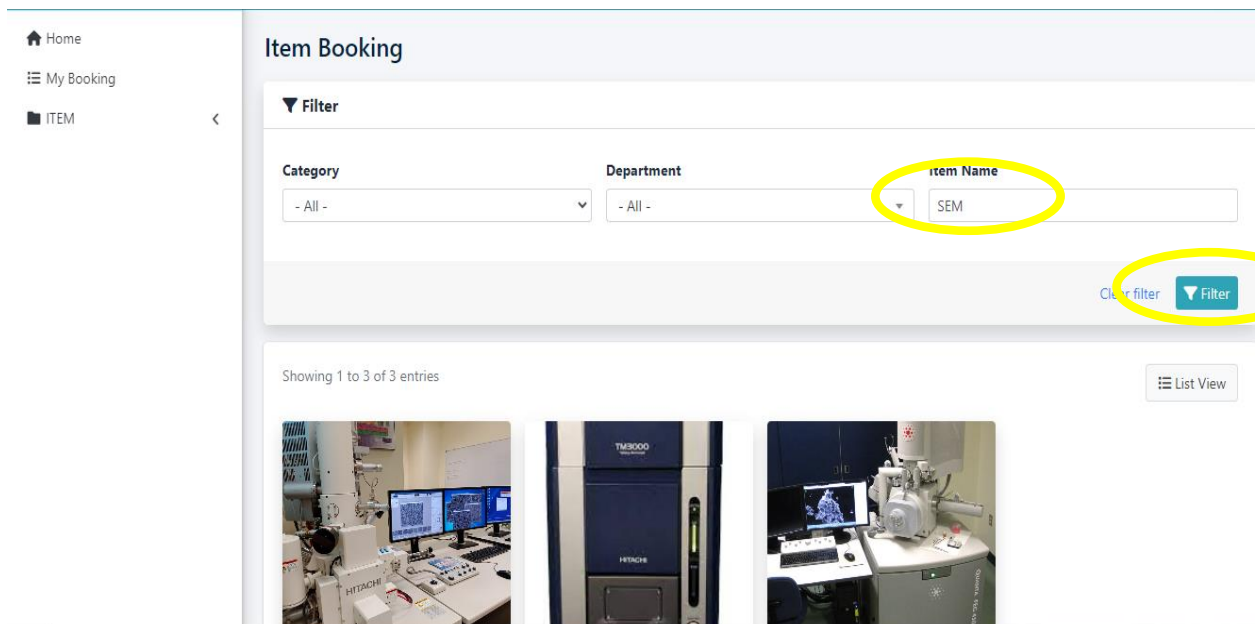 Home
Item Booking
My Booking
Filter
ITEM
Category
Department
Item Name
- All -
- All -
SEM
Clear filter
Filter
Showing 1 to 3 of 3 entries
List View
TM3000
HITACHI
HITACHI